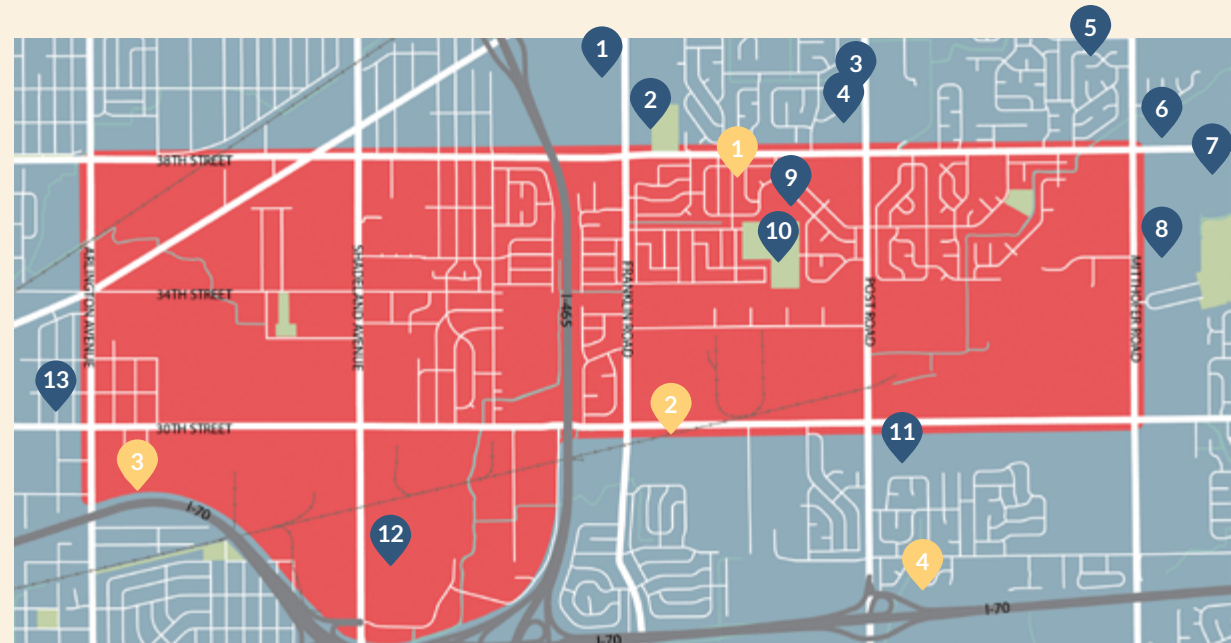 5
1
3
2
4
6
7
38TH STREET
1
9
10
8
ARLINGTON AVENUE
SHADELAND AVENUE
I-465
FRANKLIN ROAD
POST ROAD
MITHOFER ROAD
34TH STREET
13
2
30TH STREET
11
3
I-70
12
4
I-70
I-70